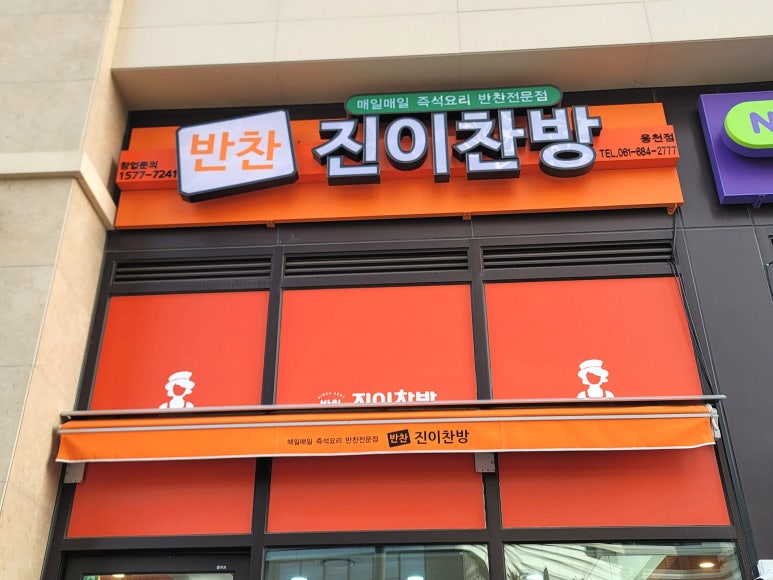 매일매일 즉석요리 반찬전문점
반찬 진이찬방
창업문의
1577-7241
웅천점
TEL.061-684-2777
N
진이찬방
매일매일 즉석요리 반찬전문점 반찬 진이찬방